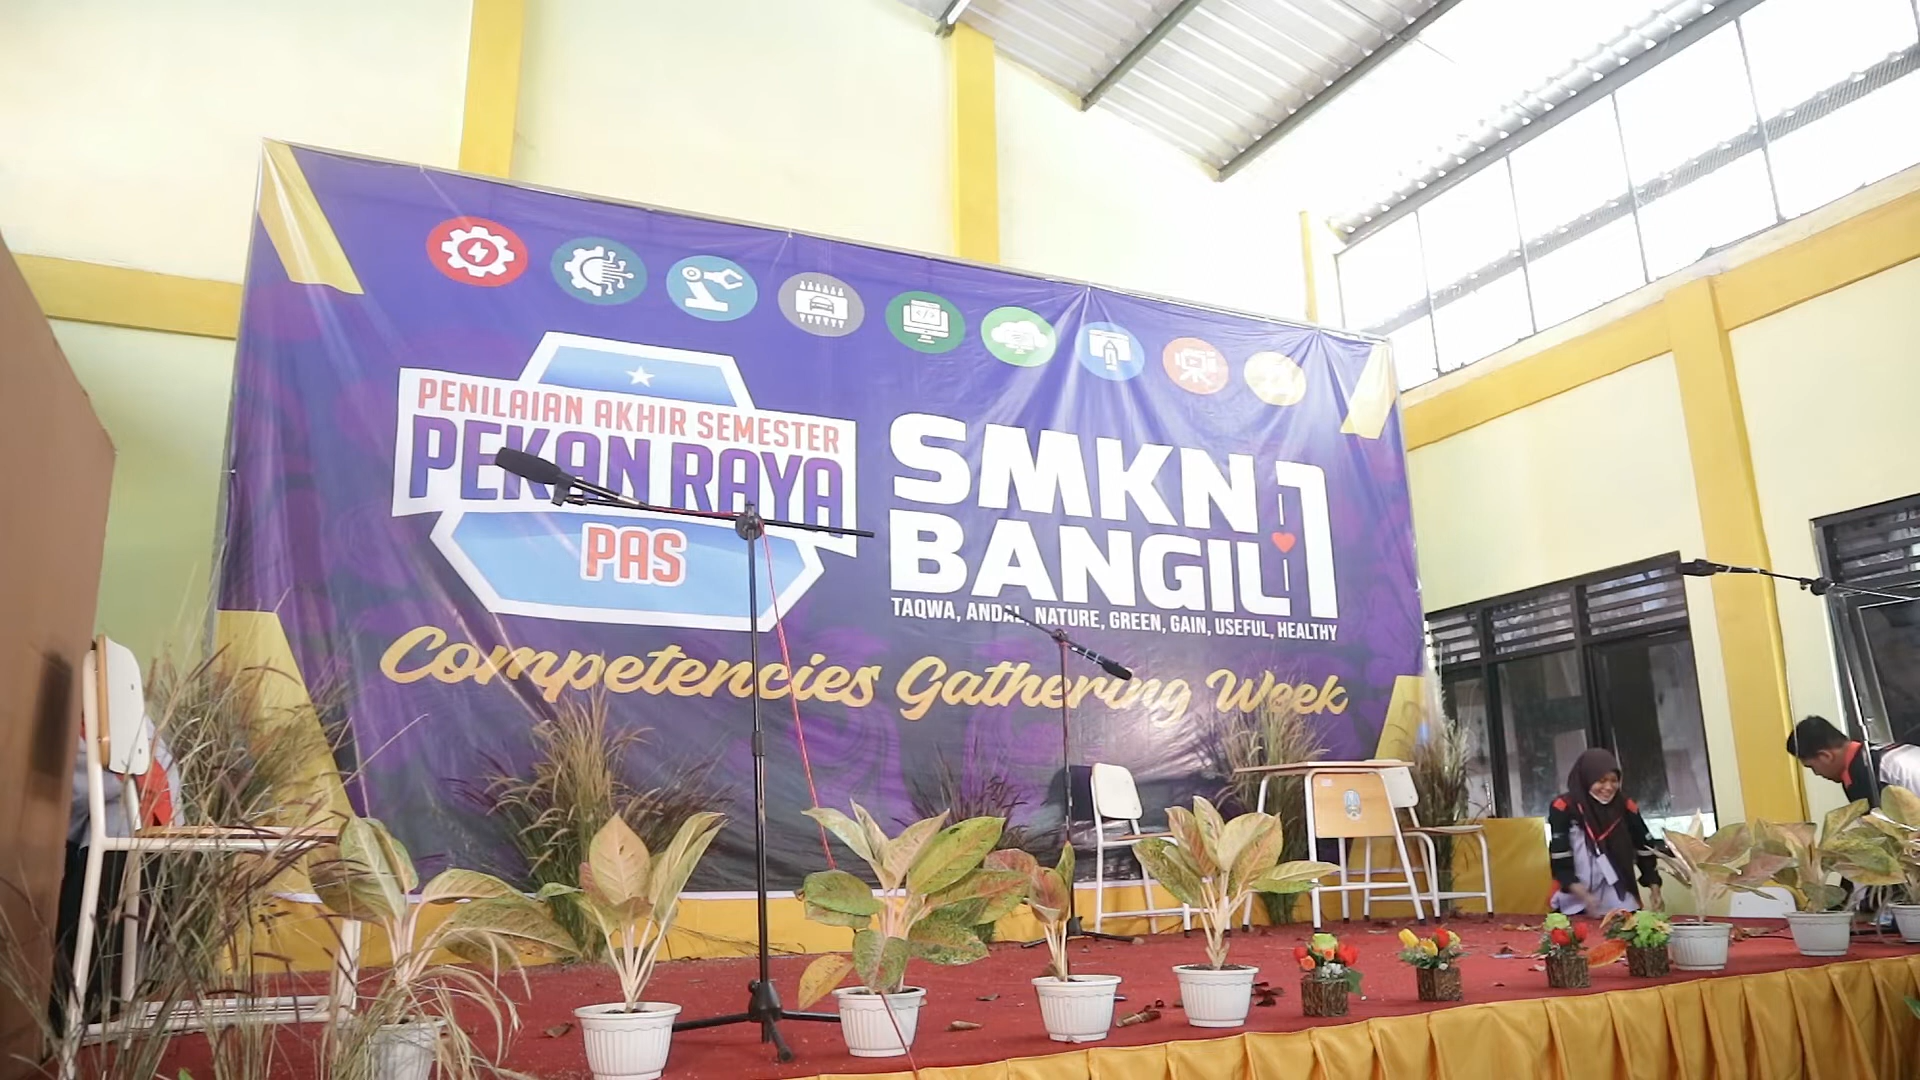 PENILAIAN AKHIR SEMESTER
PEKAN RAYA
PAS
SMKN 1
BANGIL
TAQWA, ANDAL, NATURE, GREEN, GAIN, USEFUL, HEALTHY
Competencies Gathering Week